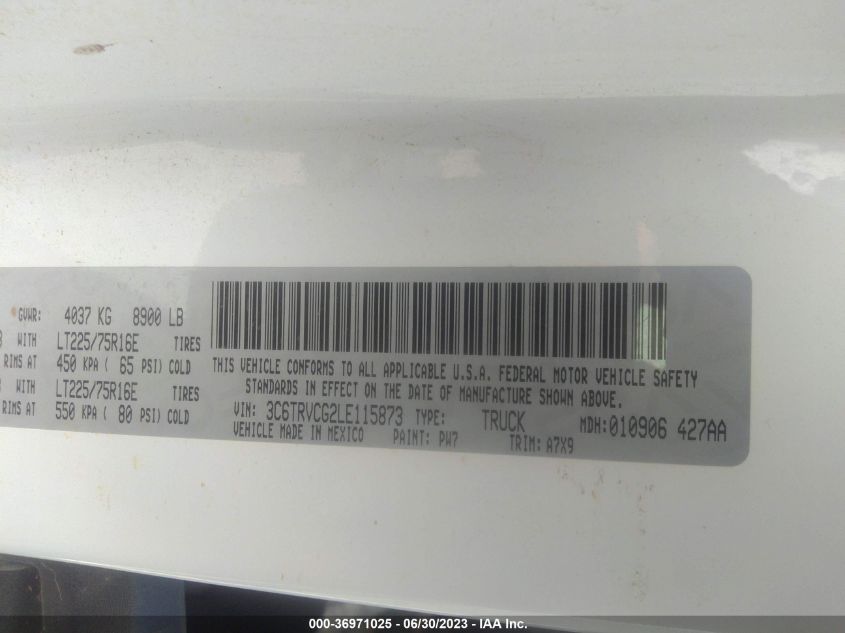 GVWR: 4037 KG 8900 LB
WITH LT225/75R16E TIRES
RIMS AT 450 KPA ( 65 PSI) COLD
WITH LT225/75R16E TIRES
RIMS AT 550 KPA ( 80 PSI) COLD
THIS VEHICLE CONFORMS TO ALL APPLICABLE U.S.A. FEDERAL MOTOR VEHICLE SAFETY
STANDARDS IN EFFECT ON THE DATE OF MANUFACTURE SHOWN ABOVE.
VIN: 3C6TRVCG2LE115873 TYPE: TRUCK MDH:010906 427AA
VEHICLE MADE IN MEXICO PAINT: PW7 TRIM: A7X9
000-36971025 - 06/30/2023 - IAA Inc.